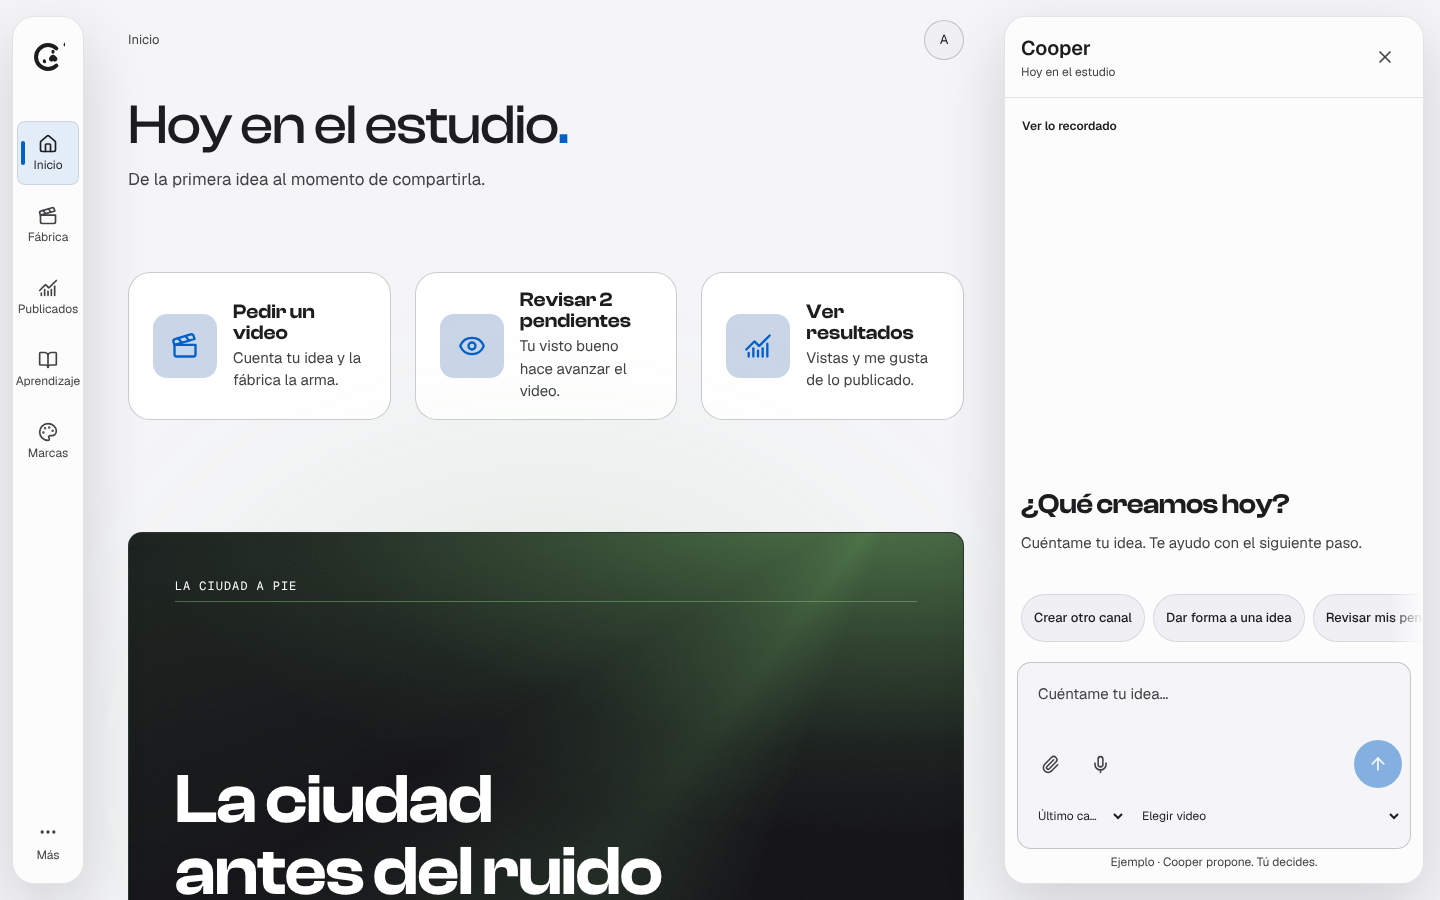 Inicio
Fábrica
Publicados
Aprendizaje
Marcas
Más
Inicio
A
Hoy en el estudio.
De la primera idea al momento de compartirla.
Pedir un
video
Cuenta tu idea y la
fábrica la arma.
Revisar 2
pendientes
Tu visto bueno
hace avanzar el
video.
Ver
resultados
Vistas y me gusta
de lo publicado.
LA CIUDAD A PIE
La ciudad
antes del ruido
Cooper
Hoy en el estudio
Ver lo recordado
¿Qué creamos hoy?
Cuéntame tu idea. Te ayudo con el siguiente paso.
Crear otro canal
Dar forma a una idea
Revisar mis pen
Cuéntame tu idea...
Último ca...
Elegir video
Ejemplo · Cooper propone. Tú decides.